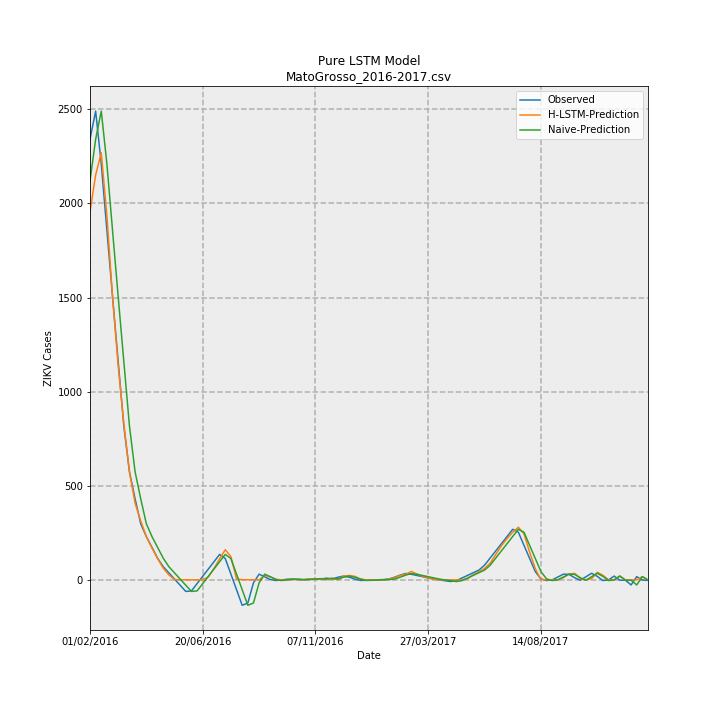 Pure LSTM Model
MatoGrosso_2016-2017.csv
Observed
H-LSTM-Prediction
Naive-Prediction
2500
2000
1500
1000
500
0
ZIKV Cases
01/02/2016
20/06/2016
07/11/2016
27/03/2017
14/08/2017
Date